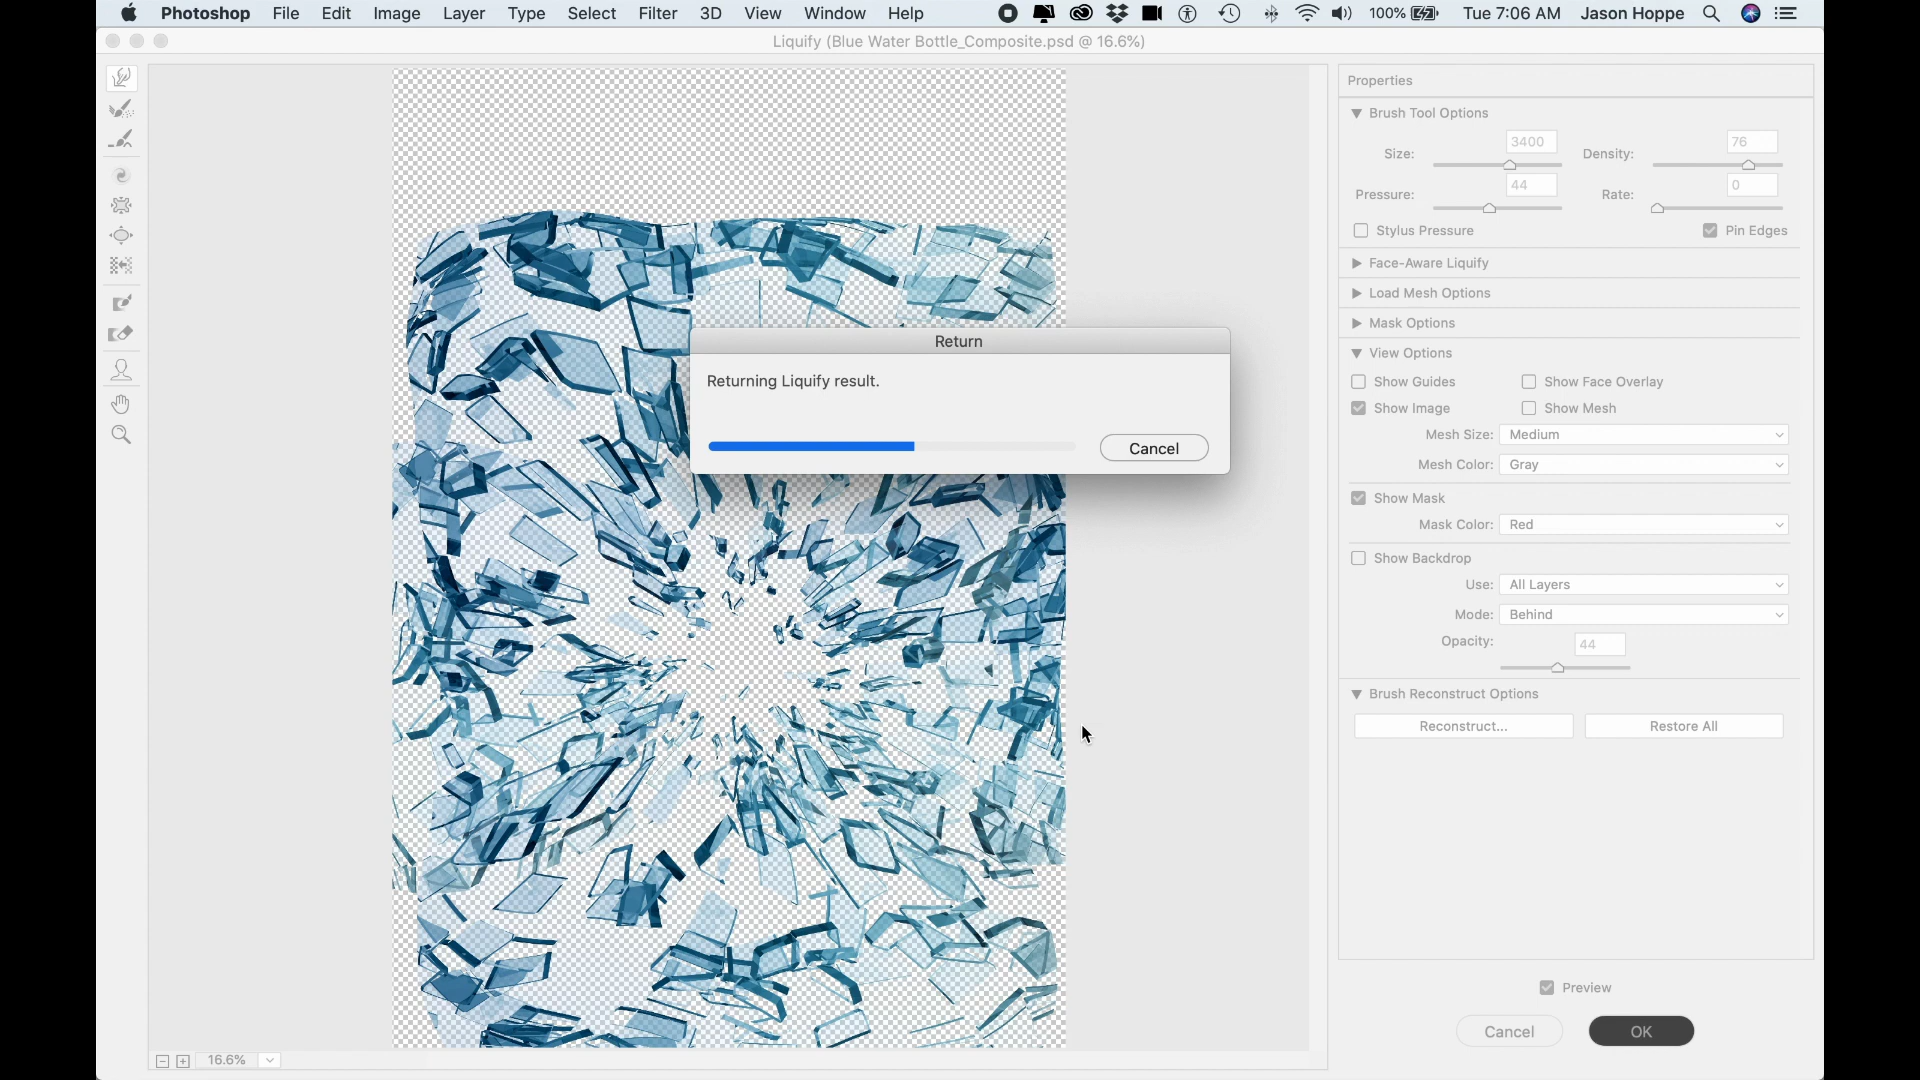 Photoshop File Edit Image Layer Type Select Filter 3D View Window Help 100% Tue 7:06 AM Jason Hoppe
Liquify (Blue Water Bottle_Composite.psd @ 16.6%)
Properties
Brush Tool Options
Size: 3400 Density: 76
Pressure: 44 Rate: 0
Stylus Pressure Pin Edges
Face-Aware Liquify
Load Mesh Options
Mask Options
View Options
Show Guides Show Face Overlay
Show Image Show Mesh
Mesh Size: Medium
Mesh Color: Gray
Show Mask
Mask Color: Red
Show Backdrop
Use: All Layers
Mode: Behind
Opacity: 44
Brush Reconstruct Options
Reconstruct... Restore All
Return
Returning Liquify result.
Cancel
Preview
Cancel OK
16.6%